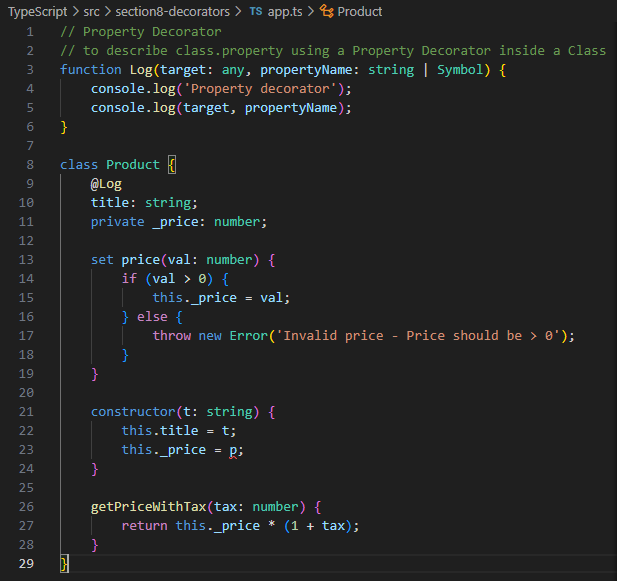 TypeScript > src > section8-decorators > TS app.ts > Product
1 // Property Decorator
2 // to describe class.property using a Property Decorator inside a Class
3 function Log(target: any, propertyName: string | Symbol) {
4     console.log('Property decorator');
5     console.log(target, propertyName);
6 }
7
8 class Product {
9     @Log
10     title: string;
11     private _price: number;
12
13     set price(val: number) {
14         if (val > 0) {
15             this._price = val;
16         } else {
17             throw new Error('Invalid price - Price should be > 0');
18         }
19     }
20
21     constructor(t: string) {
22         this.title = t;
23         this._price = p;
24     }
25
26     getPriceWithTax(tax: number) {
27         return this._price * (1 + tax);
28     }
29 }